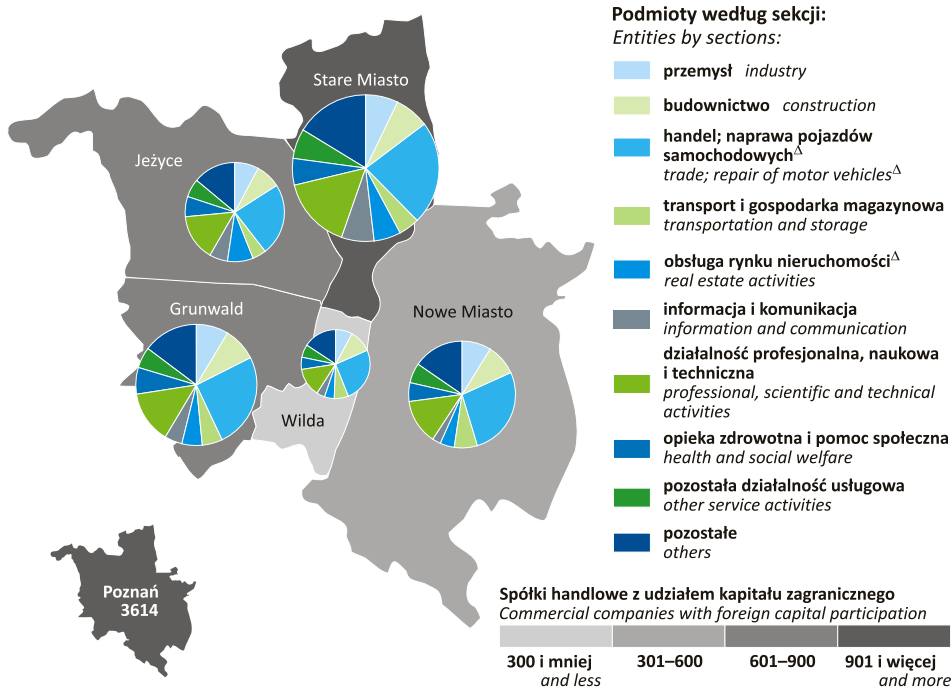 Podmioty według sekcji:
Entities by sections:
przemysł industry
budownictwo construction
handel; naprawa pojazdów
samochodowychΔ
trade; repair of motor vehiclesΔ
transport i gospodarka magazynowa
transportation and storage
obsługa rynku nieruchomościΔ
real estate activities
informacja i komunikacja
information and communication
działalność profesjonalna, naukowa
i techniczna
professional, scientific and technical
activities
opieka zdrowotna i pomoc społeczna
health and social welfare
pozostała działalność usługowa
other service activities
pozostałe
others
Stare Miasto
Jeżyce
Grunwald
Nowe Miasto
Wilda
Poznań
3614
Spółki handlowe z udziałem kapitału zagranicznego
Commercial companies with foreign capital participation
300 i mniej
and less
301–600
601–900
901 i więcej
and more